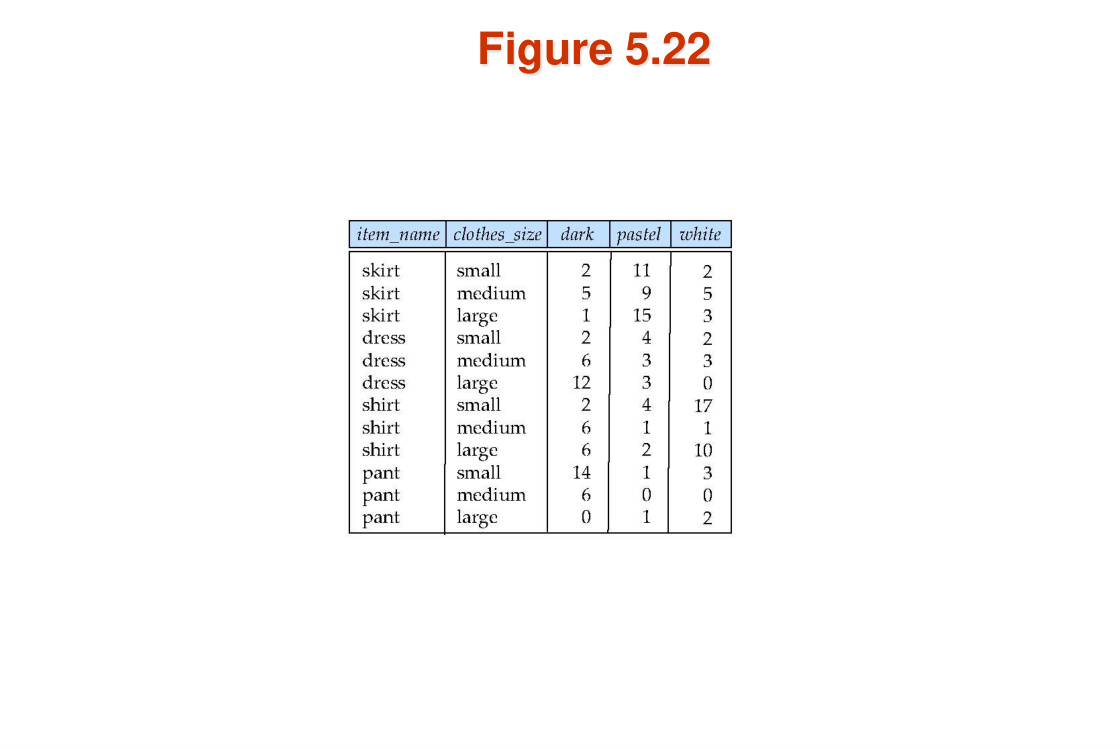 Figure 5.22
item_name clothes_size dark pastel white
skirt small 2 11 2
skirt medium 5 9 5
skirt large 1 15 3
dress small 2 4 2
dress medium 6 3 3
dress large 12 3 0
shirt small 2 4 17
shirt medium 6 1 1
shirt large 6 2 10
pant small 14 1 3
pant medium 6 0 0
pant large 0 1 2